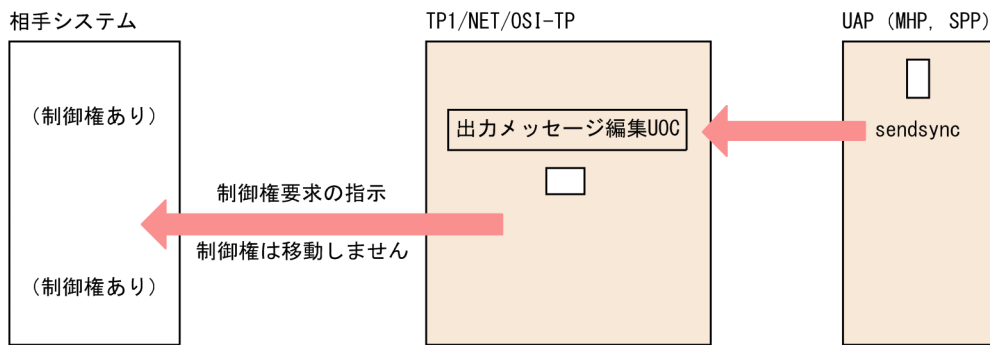 相手システム
TP1/NET/OSI-TP
UAP (MHP, SPP)
(制御権あり)
出力メッセージ編集UOC
sendsync
制御権要求の指示
制御権は移動しません
(制御権あり)